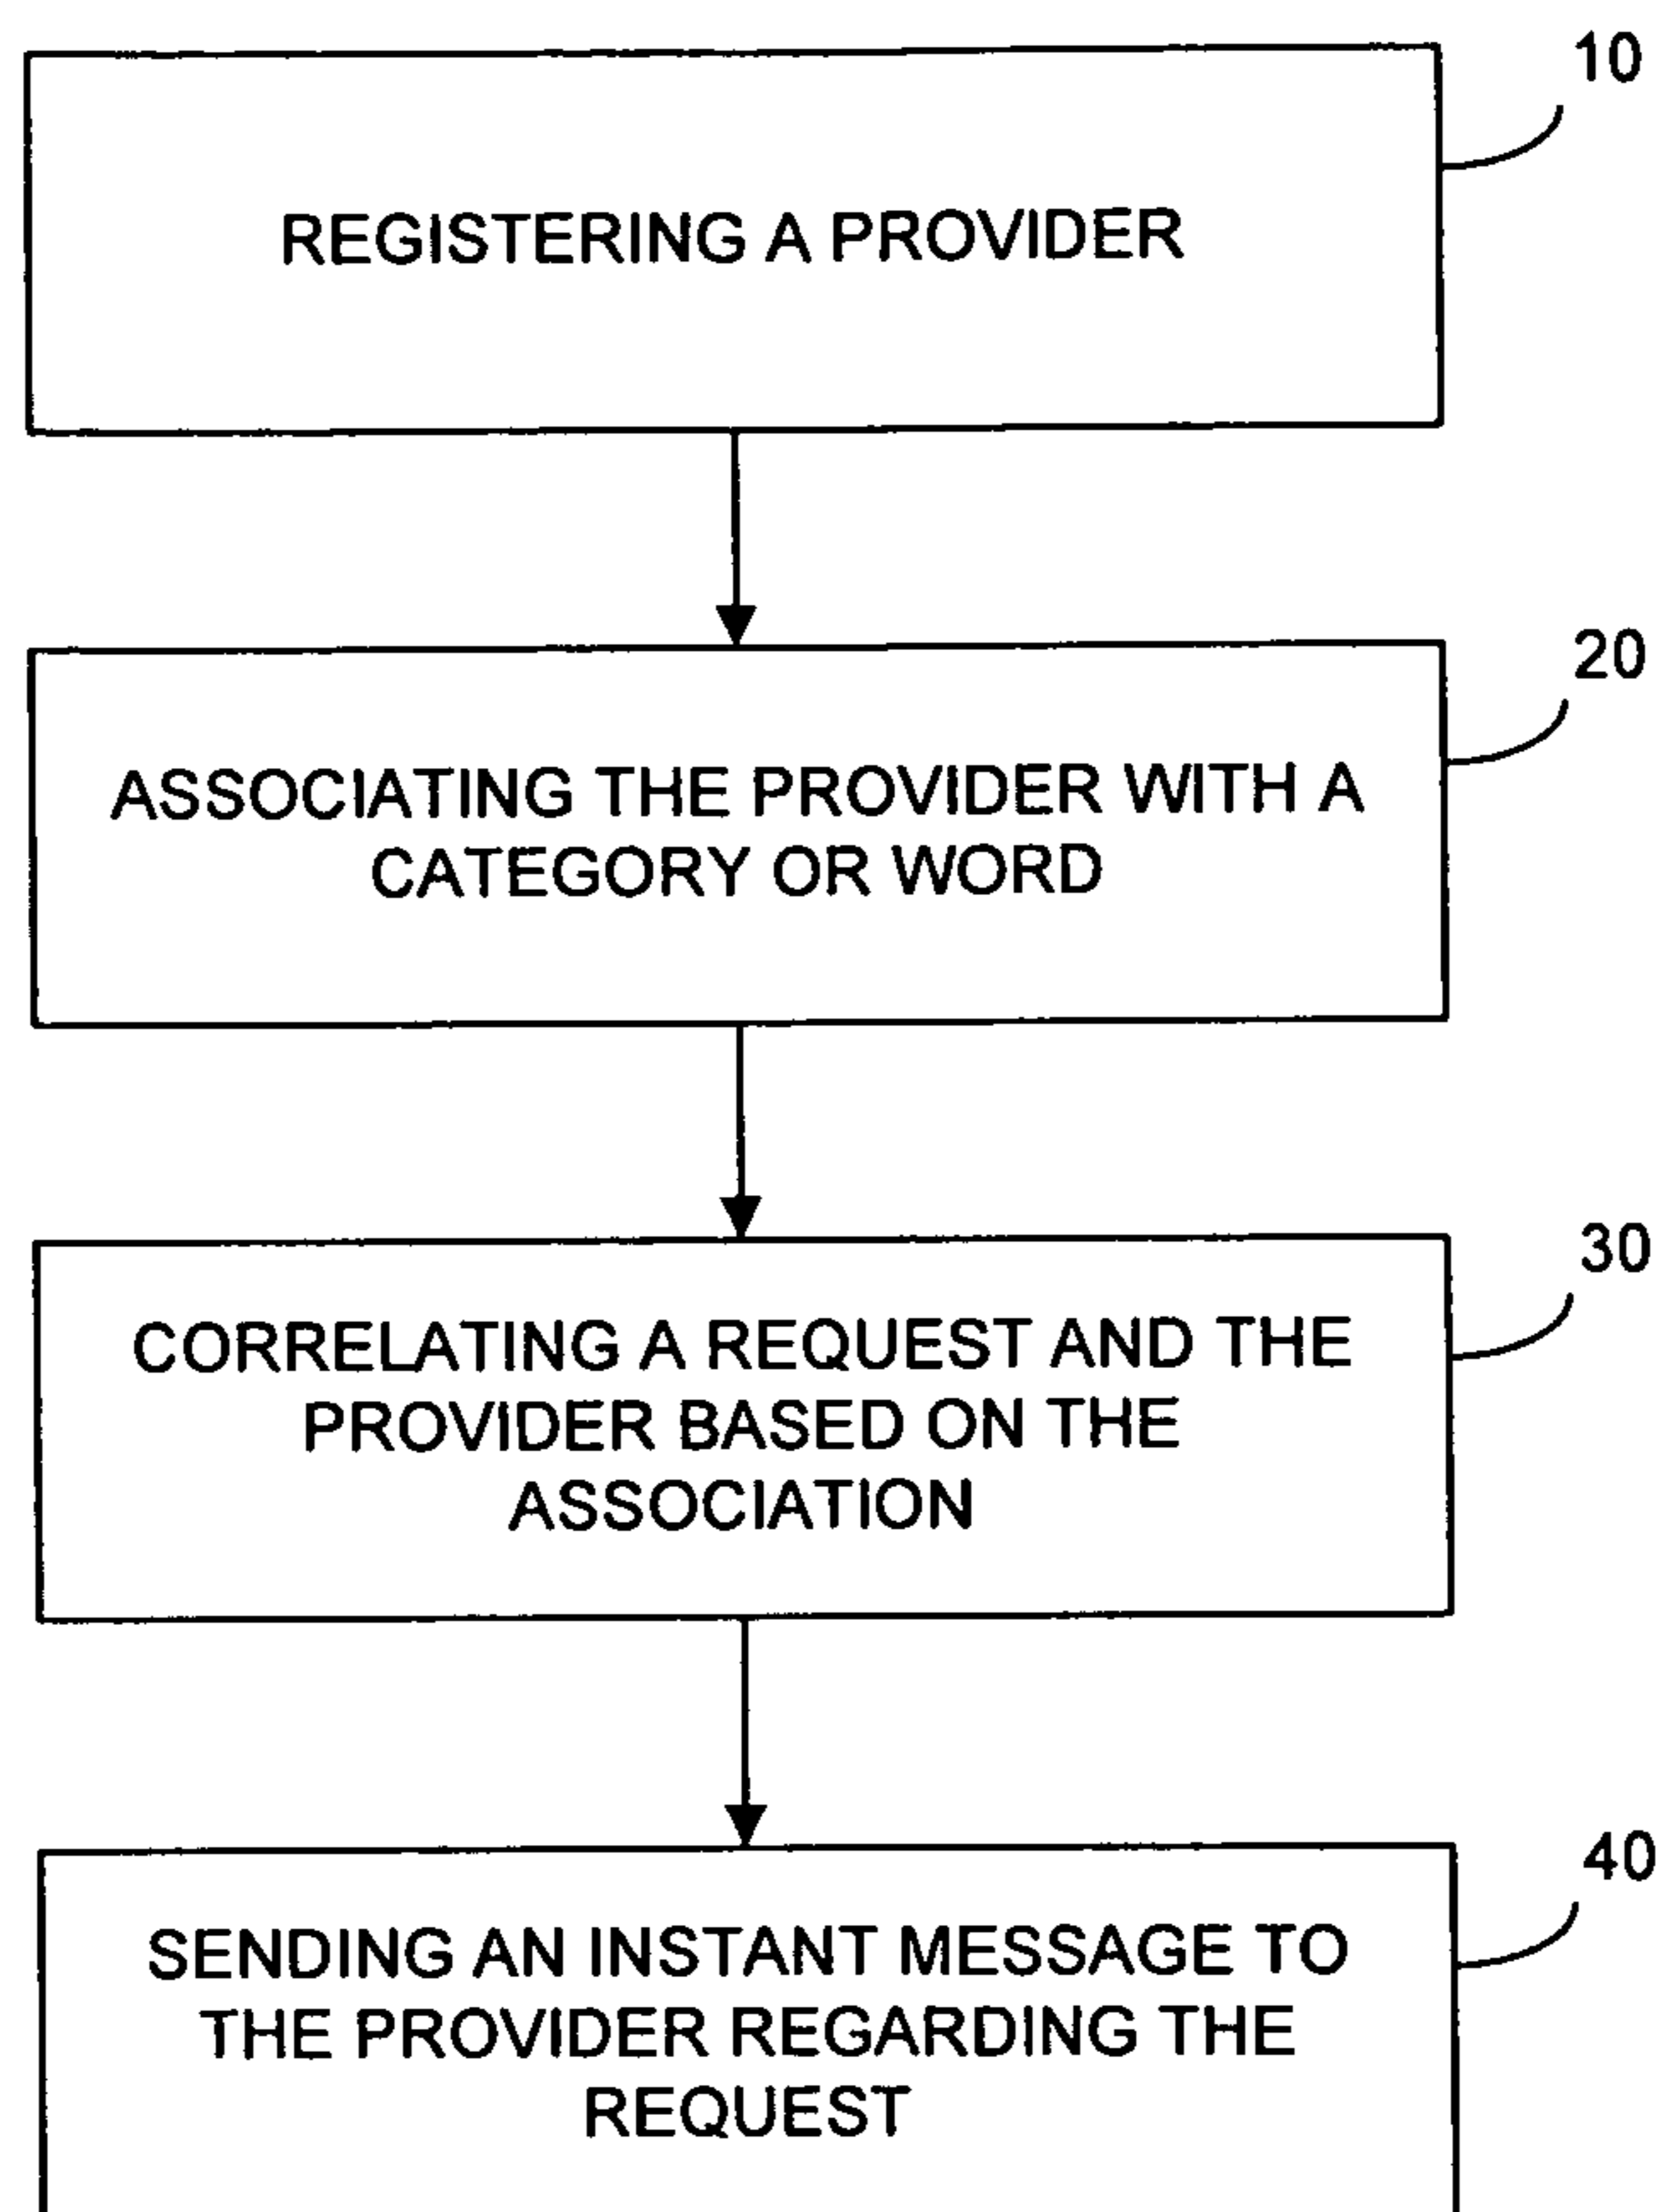 10
REGISTERING A PROVIDER
20
ASSOCIATING THE PROVIDER WITH A
CATEGORY OR WORD
30
CORRELATING A REQUEST AND THE
PROVIDER BASED ON THE
ASSOCIATION
40
SENDING AN INSTANT MESSAGE TO
THE PROVIDER REGARDING THE
REQUEST